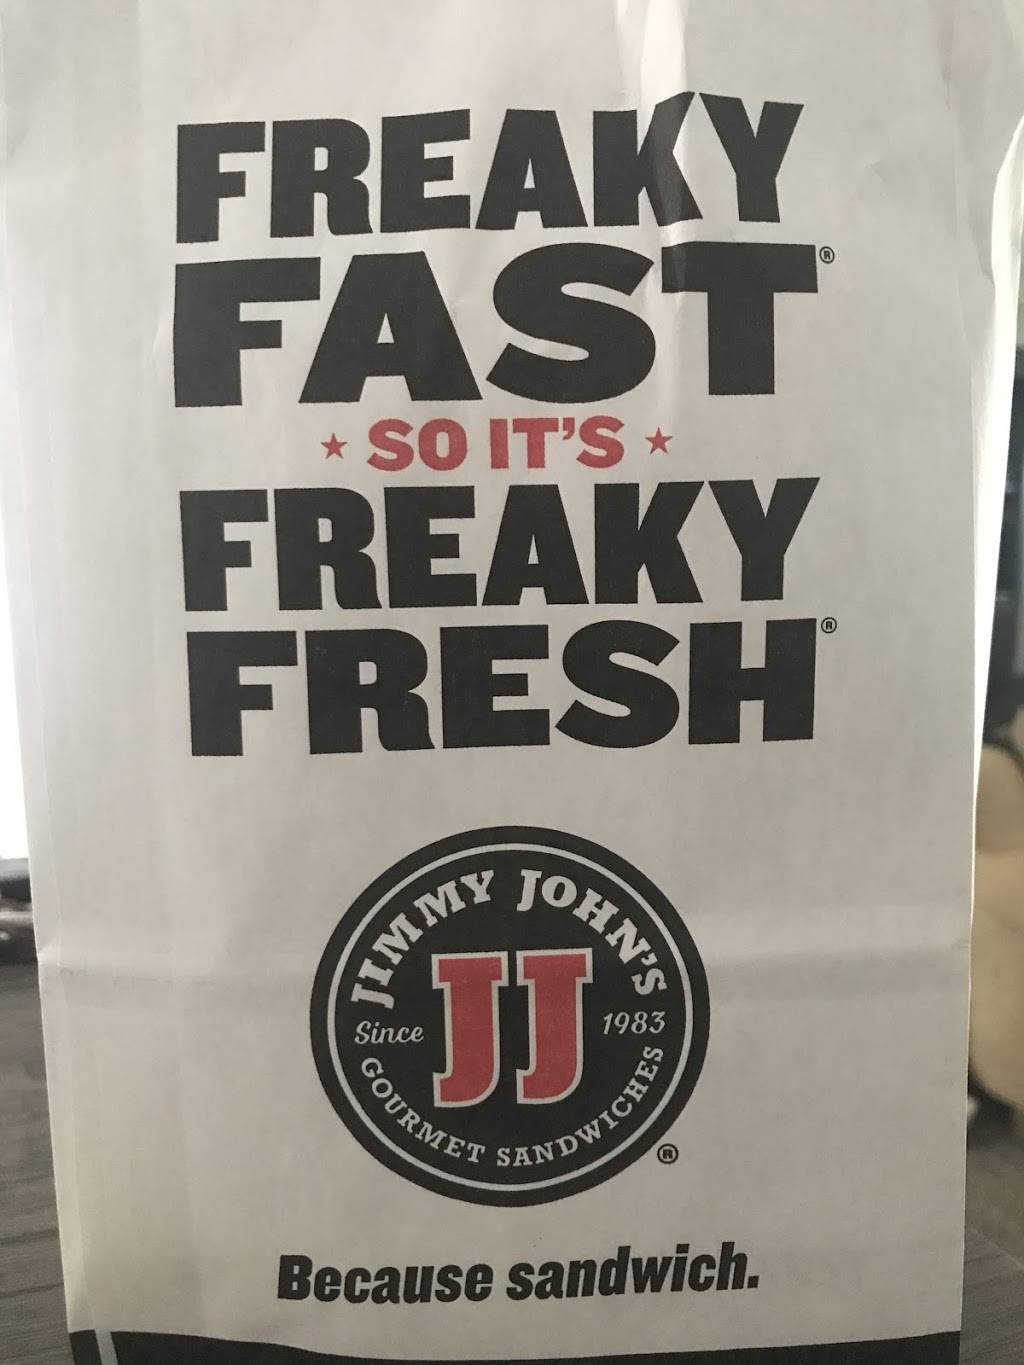 FREAKY
FAST®
★ SO IT'S ★
FREAKY
FRESH®
JIMMY JOHN'S
Since JJ 1983
GOURMET SANDWICHES
®
Because sandwich.